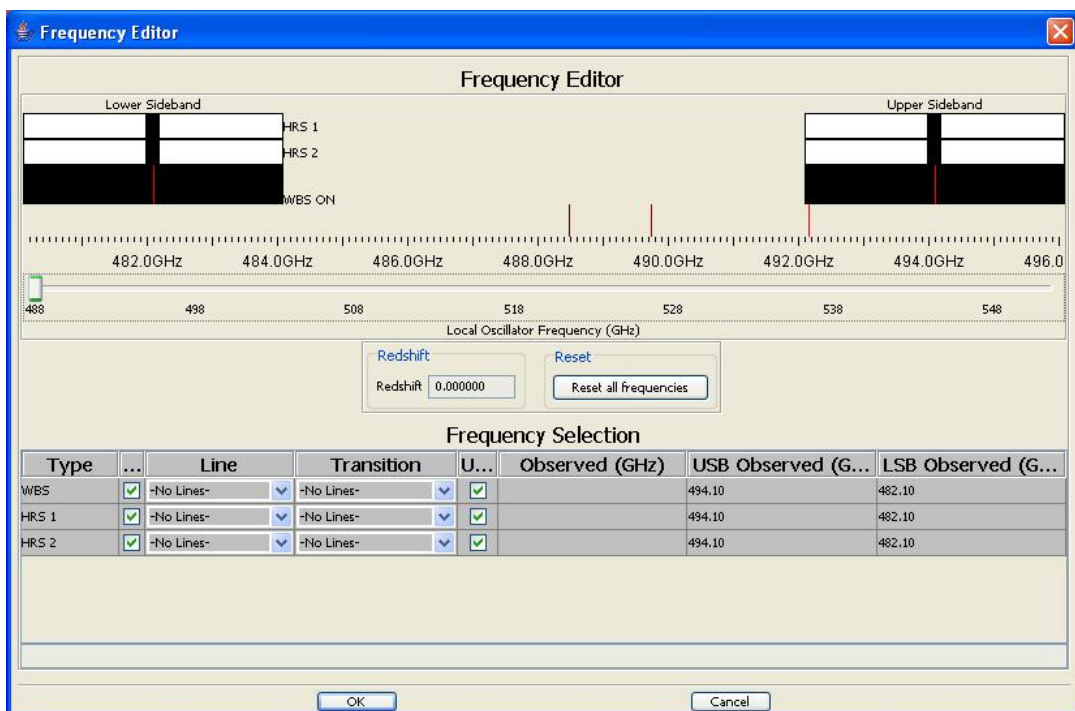 Frequency Editor
Frequency Editor
Lower Sideband
Upper Sideband
HRS 1
HRS 2
WBS ON
482.0GHz 484.0GHz 486.0GHz 488.0GHz 490.0GHz 492.0GHz 494.0GHz 496.0
488 498 508 518 528 538 548
Local Oscillator Frequency (GHz)
Redshift Reset
Redshift 0.000000 Reset all frequencies
Frequency Selection
Type ... Line Transition U... Observed (GHz) USB Observed (G... LSB Observed (G...
WBS -No Lines- -No Lines- 494.10 482.10
HRS 1 -No Lines- -No Lines- 494.10 482.10
HRS 2 -No Lines- -No Lines- 494.10 482.10
OK Cancel